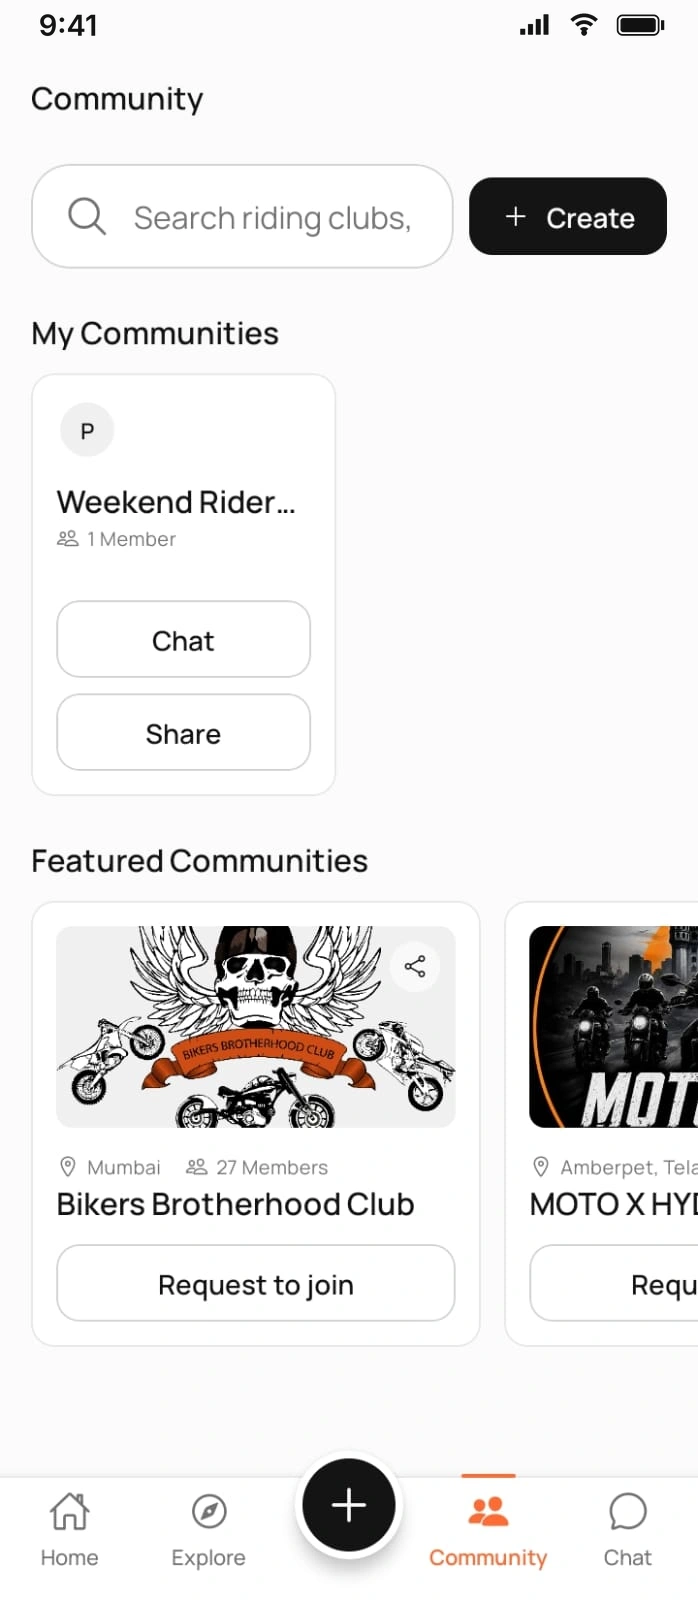 9:41
Community
Search riding clubs,
+ Create
My Communities
P
Weekend Rider...
1 Member
Chat
Share
Featured Communities
BIKERS BROTHERHOOD CLUB
MOT
Mumbai 27 Members
Amberpet, Tela
Bikers Brotherhood Club
MOTO X HYD
Request to join
Requ
Home
Explore
Community
Chat